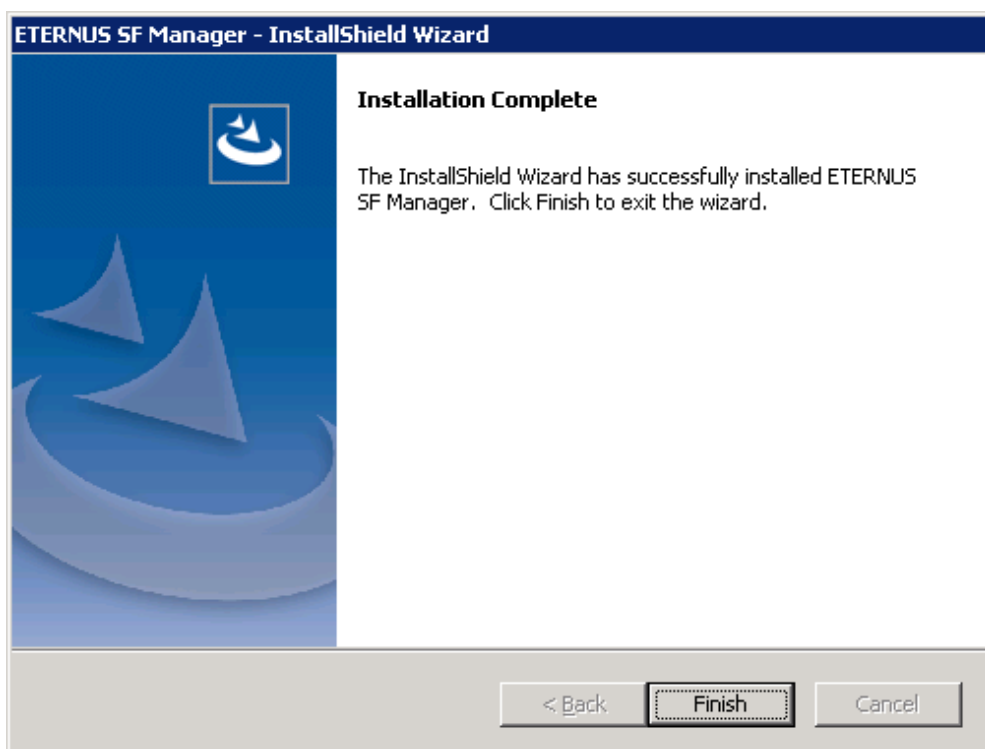 ETERNUS SF Manager - InstallShield Wizard
Installation Complete
The InstallShield Wizard has successfully installed ETERNUS
SF Manager.  Click Finish to exit the wizard.
< Back
Finish
Cancel